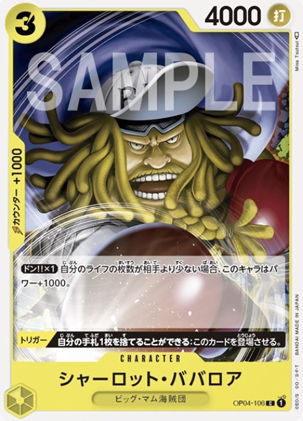 3
4000
打
SAMPLE
カウンター +1000
ドン!!×1 自分のライフの枚数が相手より少ない場合、このキャラはパ
ワー+1000。
トリガー 自分の手札1枚を捨てることができる:このカードを登場させる。
CHARACTER
シャーロット・ババロア
ビッグ・マム海賊団
OP04-106 C 1